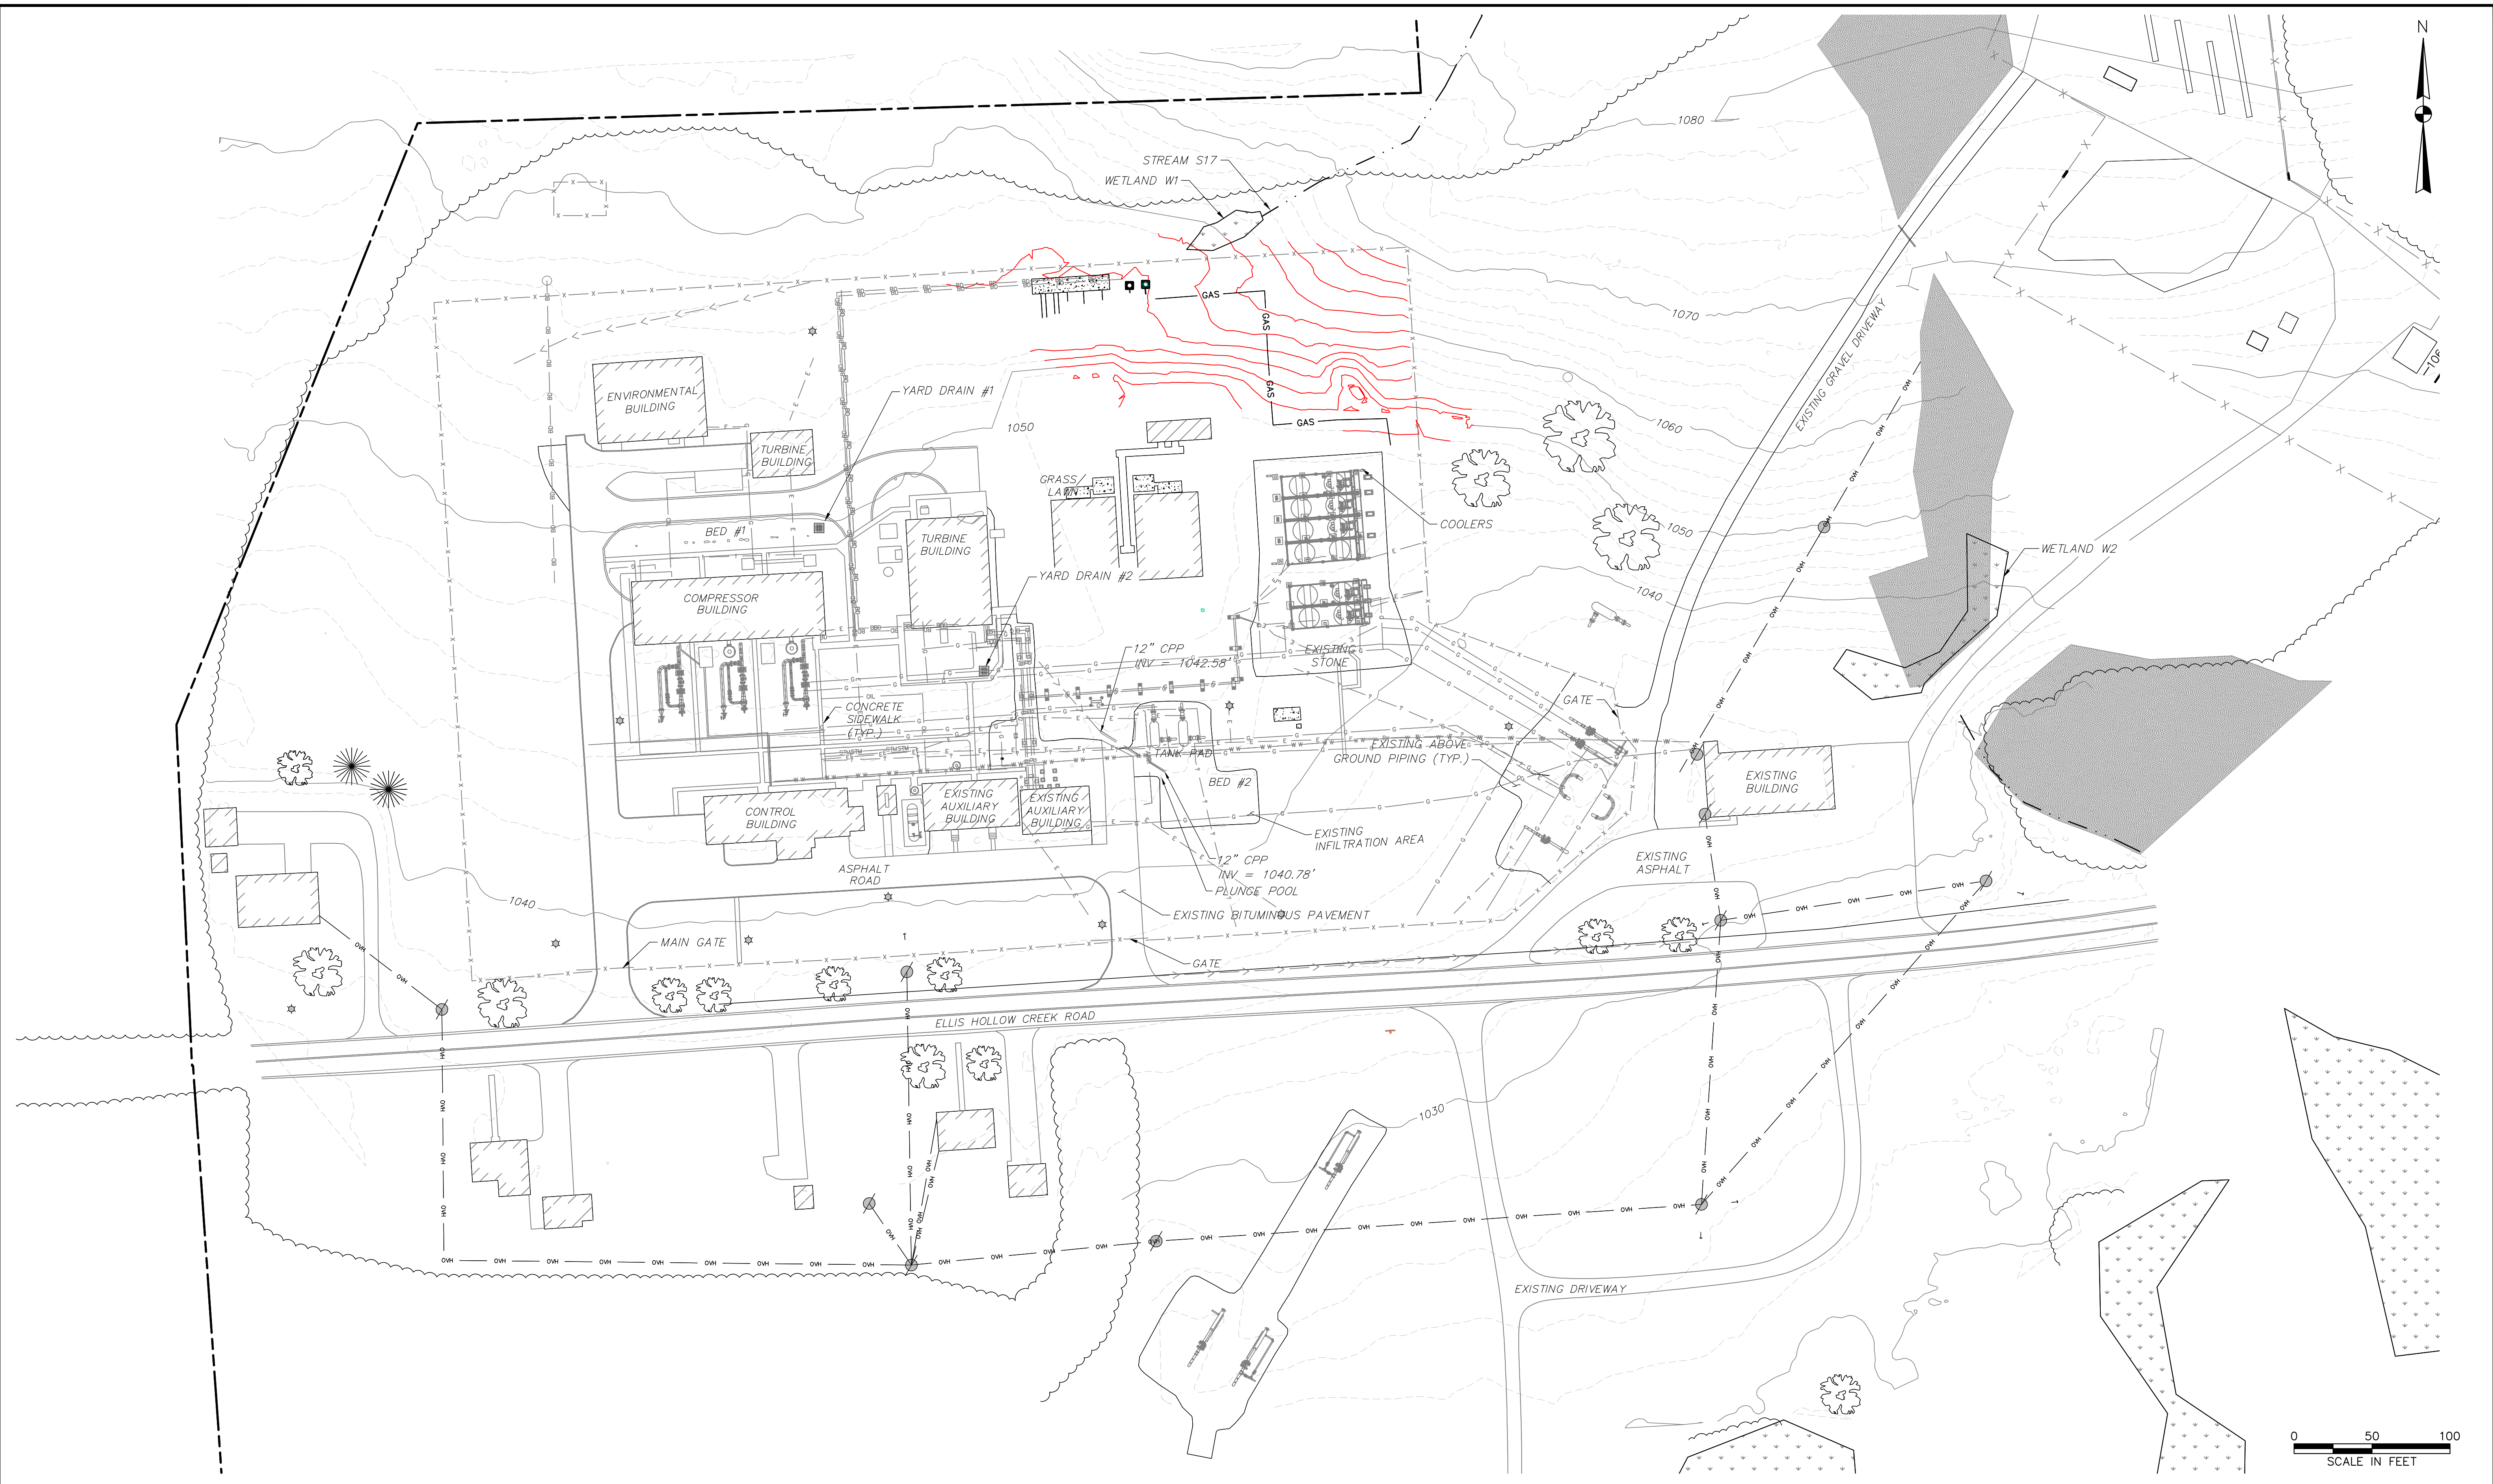 N
1080
STREAM S17
WETLAND W1
GAS
GAS
1070
EXISTING GRAVEL DRIVEWAY
ENVIRONMENTAL
BUILDING
YARD DRAIN #1
GAS
GAS
1060
1050
TURBINE
BUILDING
GRASS
LAWN
COOLERS
1050
BED #1
TURBINE
BUILDING
WETLAND W2
YARD DRAIN #2
1040
COMPRESSOR
BUILDING
12" CPP
INV = 1042.58'
EXISTING
STONE
GATE
CONCRETE
SIDEWALK
(TYP.)
OIL
TANK PAD
EXISTING ABOVE
GROUND PIPING (TYP.)
BED #2
EXISTING
BUILDING
CONTROL
BUILDING
EXISTING
AUXILIARY
BUILDING
EXISTING
AUXILIARY
BUILDING
EXISTING
INFILTRATION AREA
12" CPP
INV = 1040.78'
PLUNGE POOL
EXISTING
ASPHALT
ASPHALT
ROAD
1040
EXISTING BITUMINOUS PAVEMENT
MAIN GATE
GATE
ELLIS HOLLOW CREEK ROAD
1030
EXISTING DRIVEWAY
0 50 100
SCALE IN FEET